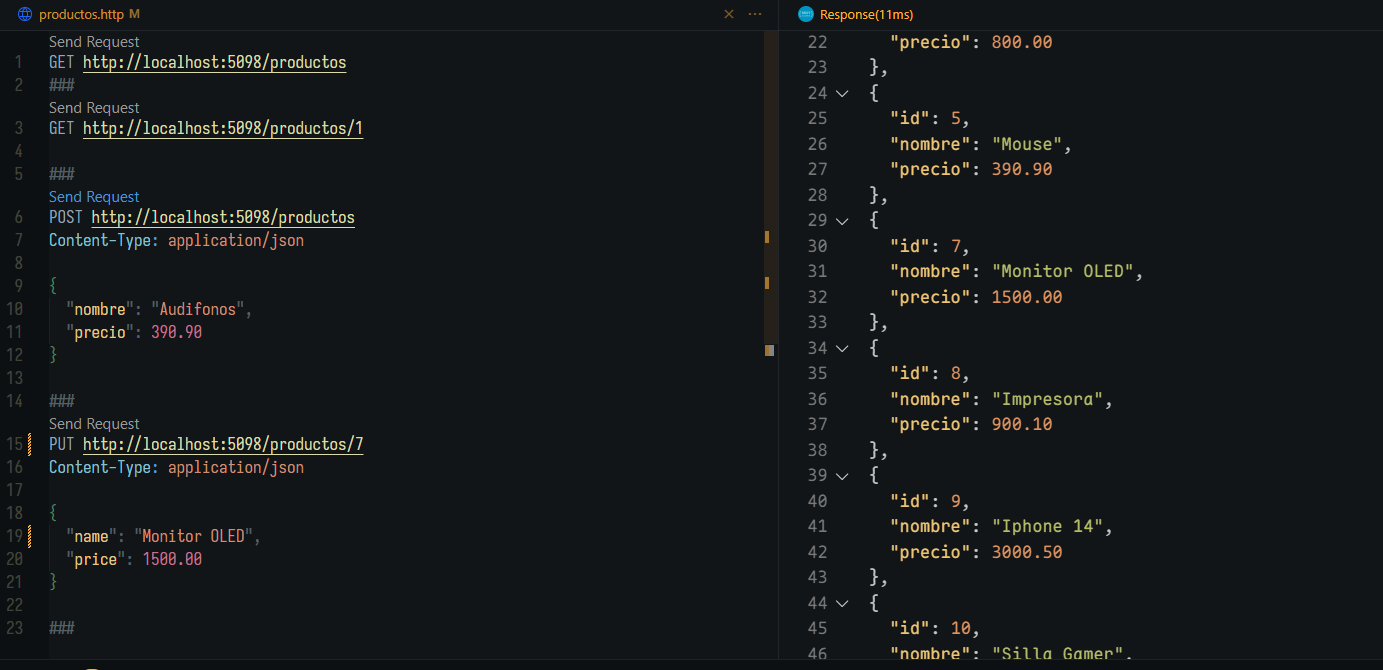 productos.http M
Send Request
1 GET http://localhost:5098/productos
2 ###
Send Request
3 GET http://localhost:5098/productos/1
4
5 ###
Send Request
6 POST http://localhost:5098/productos
7 Content-Type: application/json
8
9 {
10 "nombre": "Audifonos",
11 "precio": 390.90
12 }
13
14 ###
Send Request
15 PUT http://localhost:5098/productos/7
16 Content-Type: application/json
17
18 {
19 "name": "Monitor OLED",
20 "price": 1500.00
21 }
22
23 ###
Response(11ms)
22 "precio": 800.00
23 },
24 {
25 "id": 5,
26 "nombre": "Mouse",
27 "precio": 390.90
28 },
29 {
30 "id": 7,
31 "nombre": "Monitor OLED",
32 "precio": 1500.00
33 },
34 {
35 "id": 8,
36 "nombre": "Impresora",
37 "precio": 900.10
38 },
39 {
40 "id": 9,
41 "nombre": "Iphone 14",
42 "precio": 3000.50
43 },
44 {
45 "id": 10,
46 "nombre": "Silla Gamer",